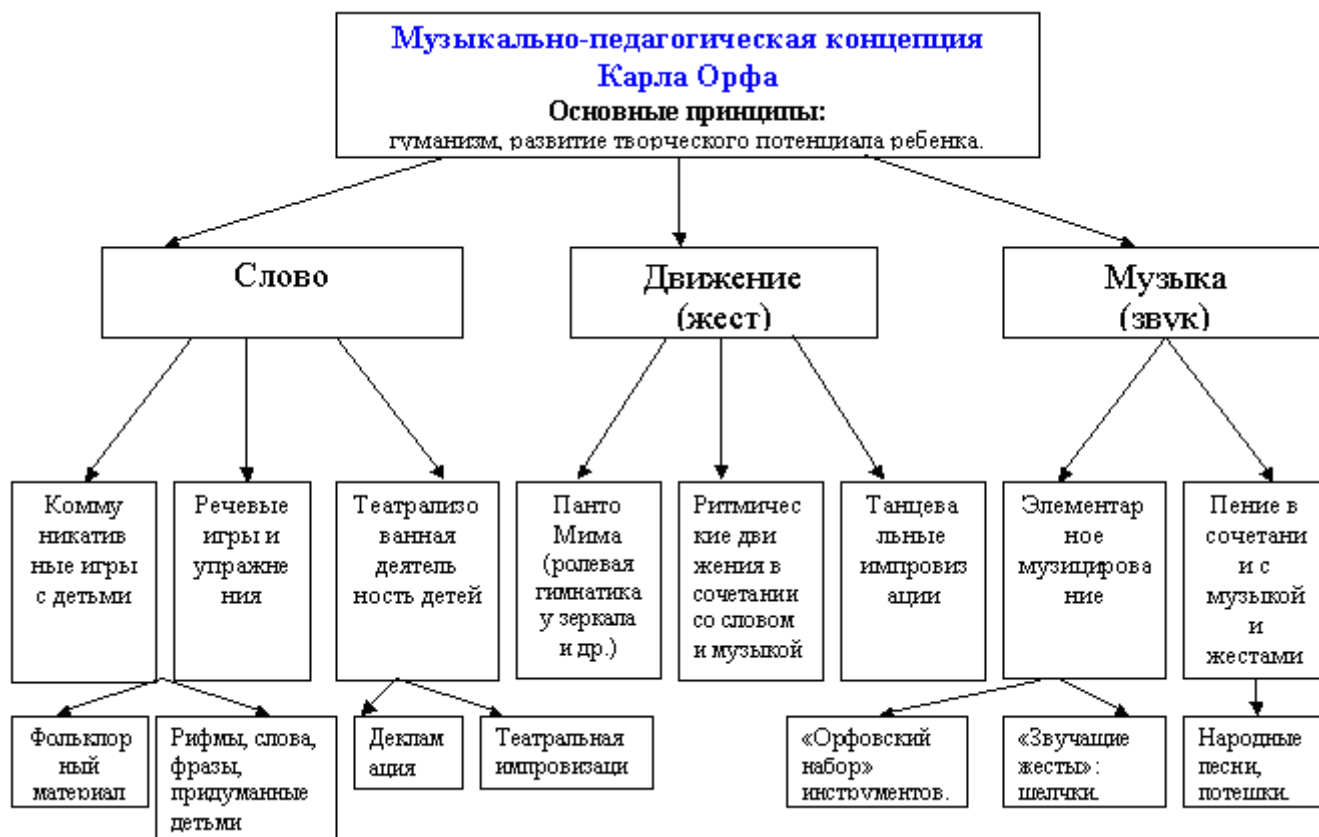 Музыкально-педагогическая концепция
Карла Орфа
Основные принципы:
гуманизм, развитие творческого потенциала ребенка.
Слово
Движение
(жест)
Музыка
(звук)
Комму
никатив
ные игры
с детьми
Речевые
игры и
упражне
ния
Театрализо
ванная
деятель
ность детей
Панто
Мима
(ролевая
гимнатика
у зеркала
и др.)
Ритмичес
кие дви
жения в
сочетании
со словом
и музыкой
Танцева
льные
импровиз
ации
Элементар
ное
музицирова
ние
Пение в
сочетани
и с
музыкой
и
жестами
Фольклор
ный
материал
Рифмы, слова,
фразы,
придуманные
детьми
Деклам
ация
Театральная
импровизаци
«Орфовский
набор»
инструментов.
«Звучащие
жесты»:
щелчки.
Народные
песни,
потешки.